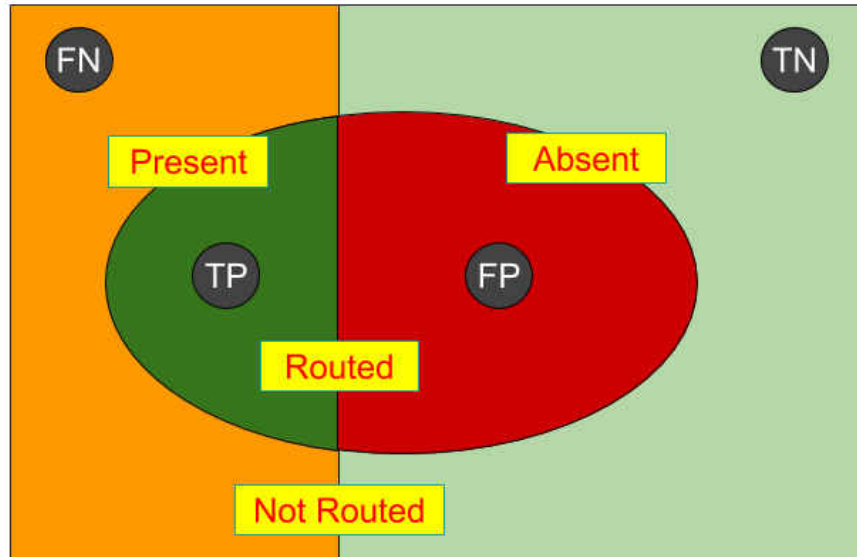 FN
TN
Present
Absent
TP
FP
Routed
Not Routed